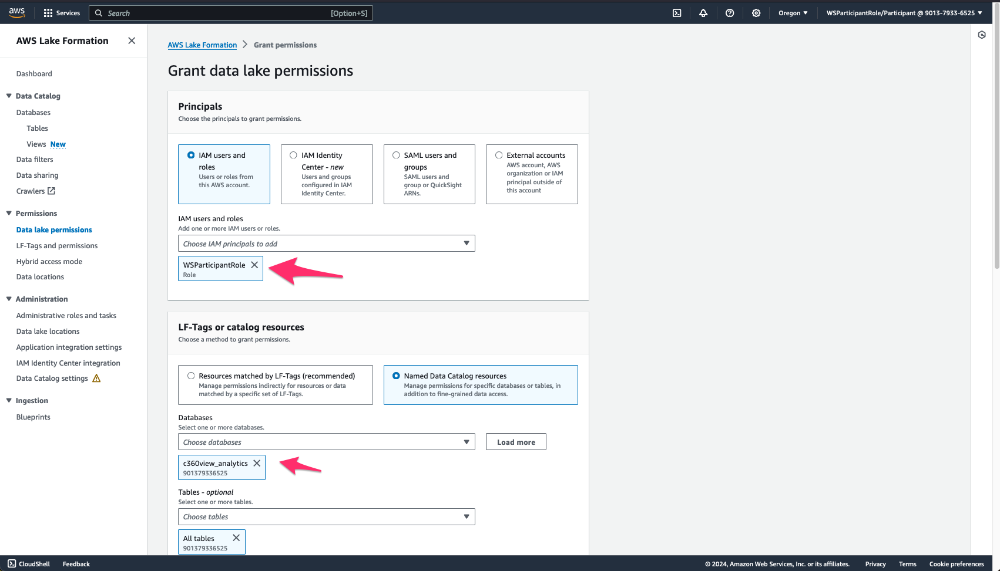 aws
Services
Search
[Option+S]
Oregon
WSParticipantRole/Participant @ 9013-7933-6525
AWS Lake Formation
Dashboard
Data Catalog
Databases
Tables
Views New
Data filters
Data sharing
Crawlers
Permissions
Data lake permissions
LF-Tags and permissions
Hybrid access mode
Data locations
Administration
Administrative roles and tasks
Data lake locations
Application integration settings
IAM Identity Center integration
Data Catalog settings
Ingestion
Blueprints
AWS Lake Formation
Grant permissions
Grant data lake permissions
Principals
Choose the principals to grant permissions.
IAM users and
roles
Users or roles from
this AWS account.
IAM Identity
Center - new
Users and groups
configured in IAM
Identity Center.
SAML users and
groups
SAML users and
group or QuickSight
ARNs.
External accounts
AWS account, AWS
organization or IAM
principal outside of
this account
IAM users and roles
Add one or more IAM users or roles.
Choose IAM principals to add
WSParticipantRole
Role
LF-Tags or catalog resources
Choose a method to grant permissions.
Resources matched by LF-Tags (recommended)
Manage permissions indirectly for resources or data
matched by a specific set of LF-Tags.
Named Data Catalog resources
Manage permissions for specific databases or tables, in
addition to fine-grained data access.
Databases
Select one or more databases.
Choose databases
Load more
c360view_analytics
901379336525
Tables - optional
Select one or more tables.
Choose tables
All tables
901379336525
CloudShell
Feedback
© 2024, Amazon Web Services, Inc. or its affiliates.
Privacy
Terms
Cookie preferences